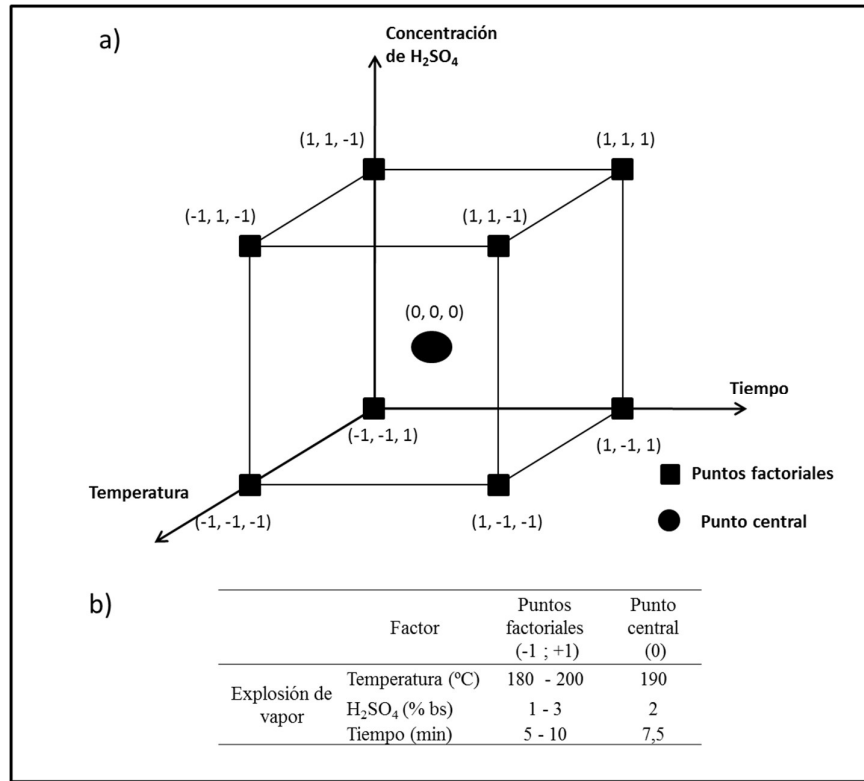 a)
Concentración
de H₂SO₄
(1, 1, -1)
(1, 1, 1)
(-1, 1, -1)
(1, 1, -1)
(0, 0, 0)
Tiempo
(-1, -1, 1)
(1, -1, 1)
Puntos factoriales
Temperatura
(-1, -1, -1)
(1, -1, -1)
Punto central
b)
Factor
Puntos
factoriales
(-1 ; +1)
Punto
central
(0)
Explosión de
vapor
Temperatura (ºC) 180 - 200 190
H₂SO₄ (% bs) 1 - 3 2
Tiempo (min) 5 - 10 7,5